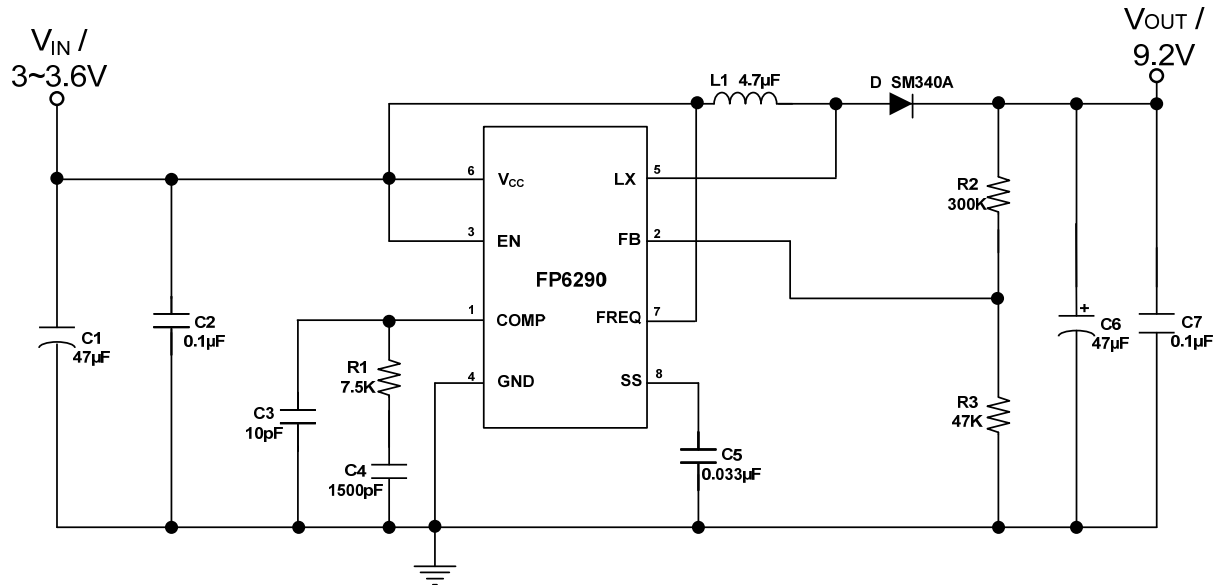 VIN /
3~3.6V
VOUT /
9.2V
L1 4.7µF
D SM340A
6
VCC
LX
5
3
EN
FB
2
FP6290
1
COMP
FREQ
7
4
GND
SS
8
R2
300K
C1
47µF
C2
0.1µF
R1
7.5K
C3
10pF
C4
1500pF
C5
0.033µF
R3
47K
+
C6
47µF
C7
0.1µF